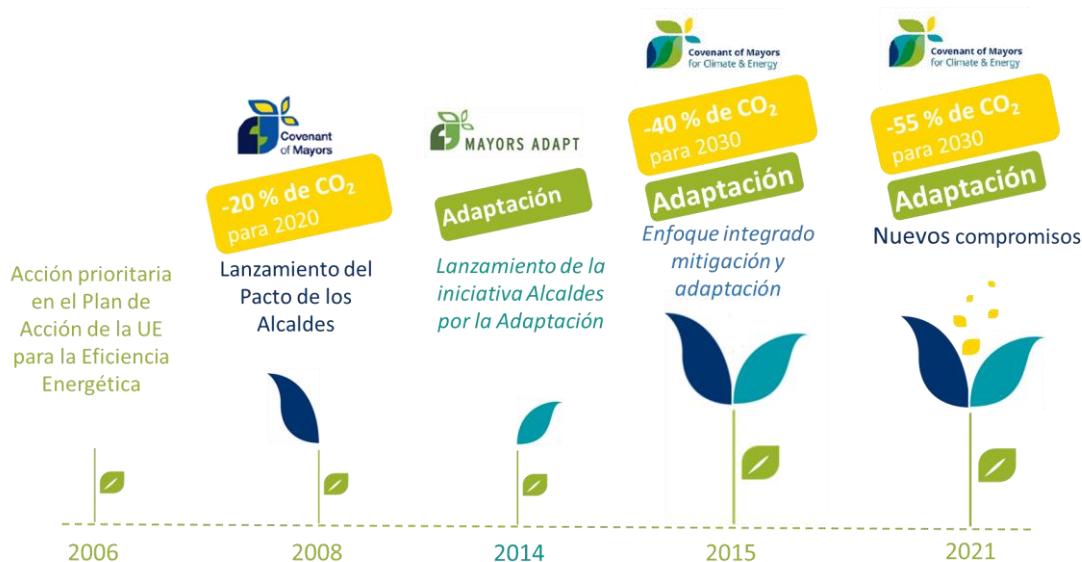 Acción prioritaria
en el Plan de
Acción de la UE
para la Eficiencia
Energética
2006
Covenant
of Mayors
-20 % de CO₂
para 2020
Lanzamiento del
Pacto de los
Alcaldes
2008
MAYORS ADAPT
Adaptación
Lanzamiento de la
iniciativa Alcaldes
por la Adaptación
2014
Covenant of Mayors
for Climate & Energy
-40 % de CO₂
para 2030
Adaptación
Enfoque integrado
mitigación y
adaptación
2015
Covenant of Mayors
for Climate & Energy
-55 % de CO₂
para 2030
Adaptación
Nuevos compromisos
2021